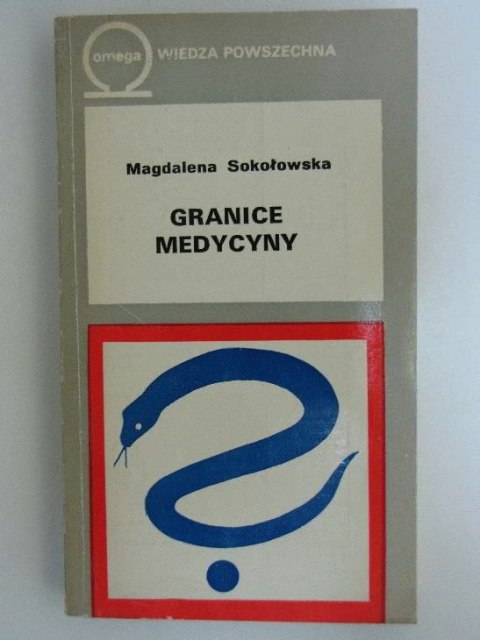 omega WIEDZA POWSZECHNA
Magdalena Sokołowska
GRANICE
MEDYCYNY